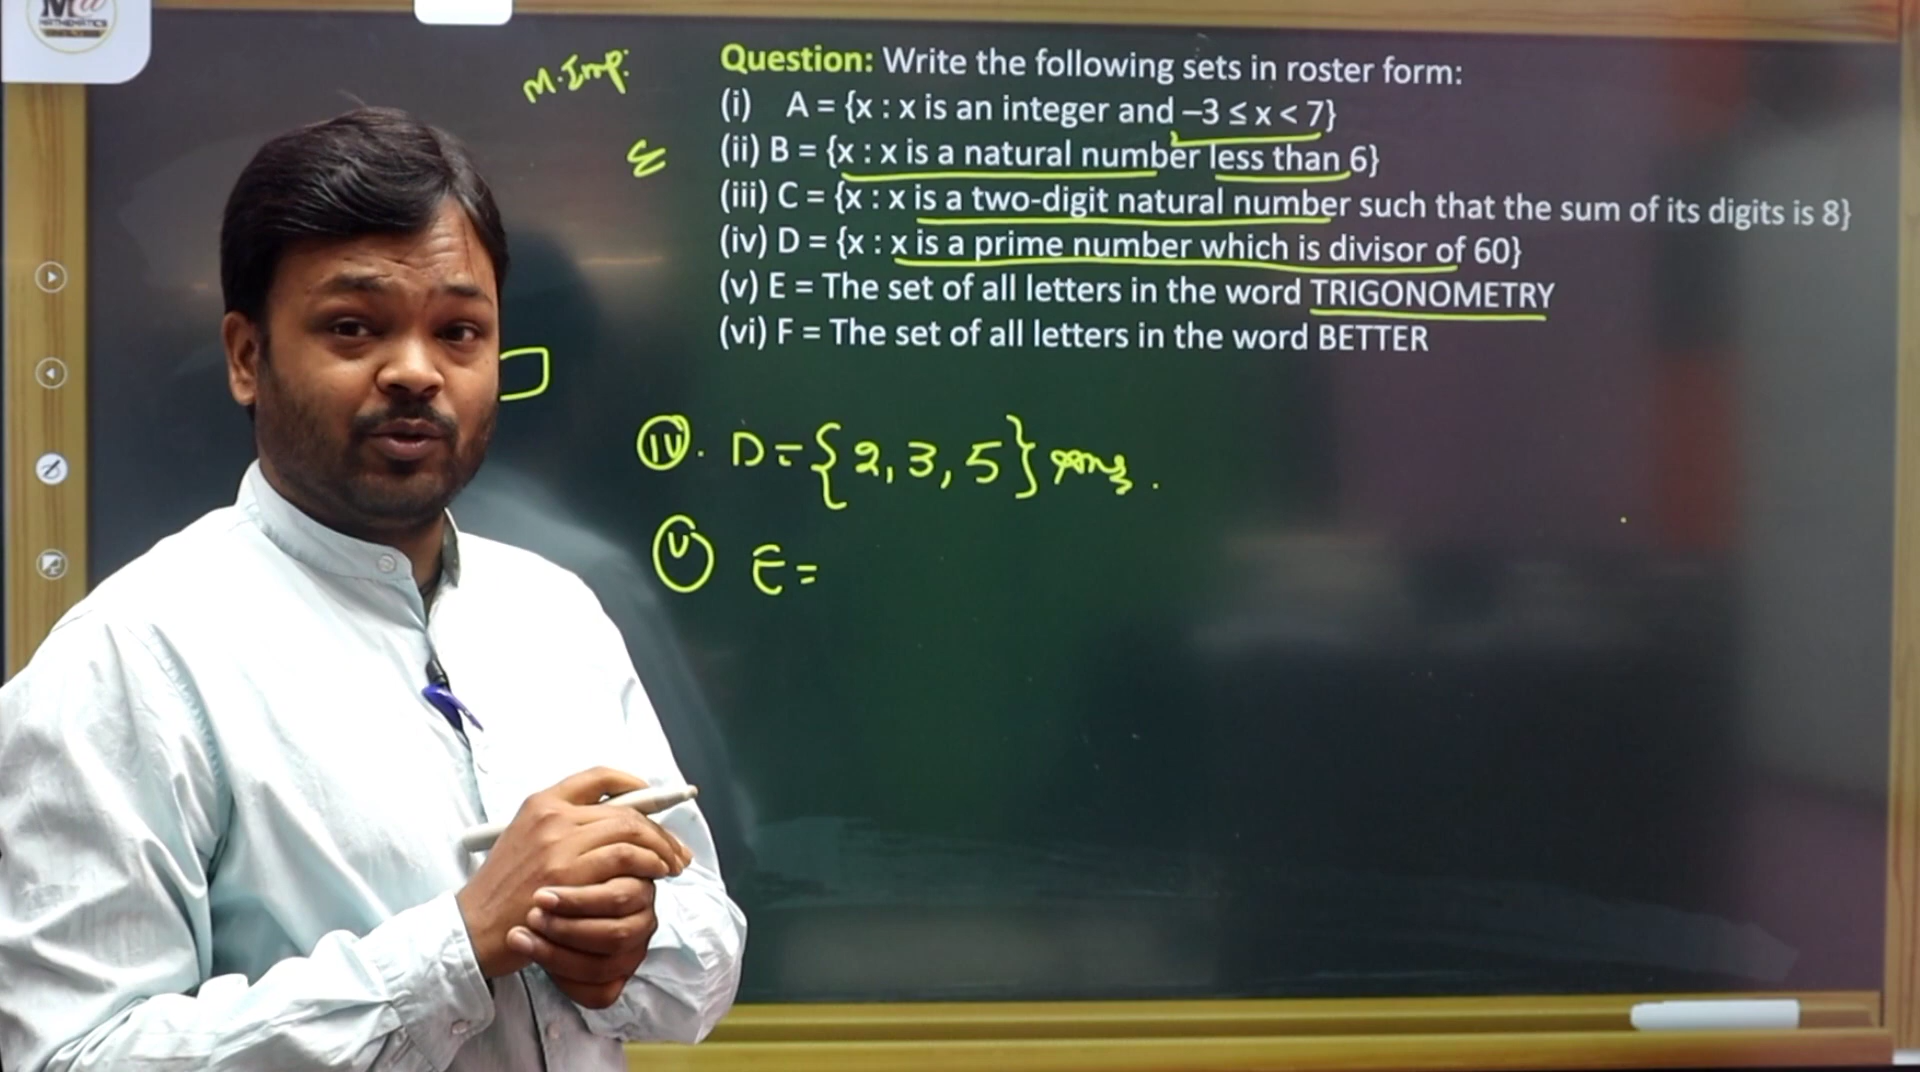 MATHEMATICS
M.Imp.
Question: Write the following sets in roster form:
(i) A = {x : x is an integer and –3 ≤ x < 7}
(ii) B = {x : x is a natural number less than 6}
(iii) C = {x : x is a two-digit natural number such that the sum of its digits is 8}
(iv) D = {x : x is a prime number which is divisor of 60}
(v) E = The set of all letters in the word TRIGONOMETRY
(vi) F = The set of all letters in the word BETTER
(iv). D = {2, 3, 5} Ans.
(v) E =